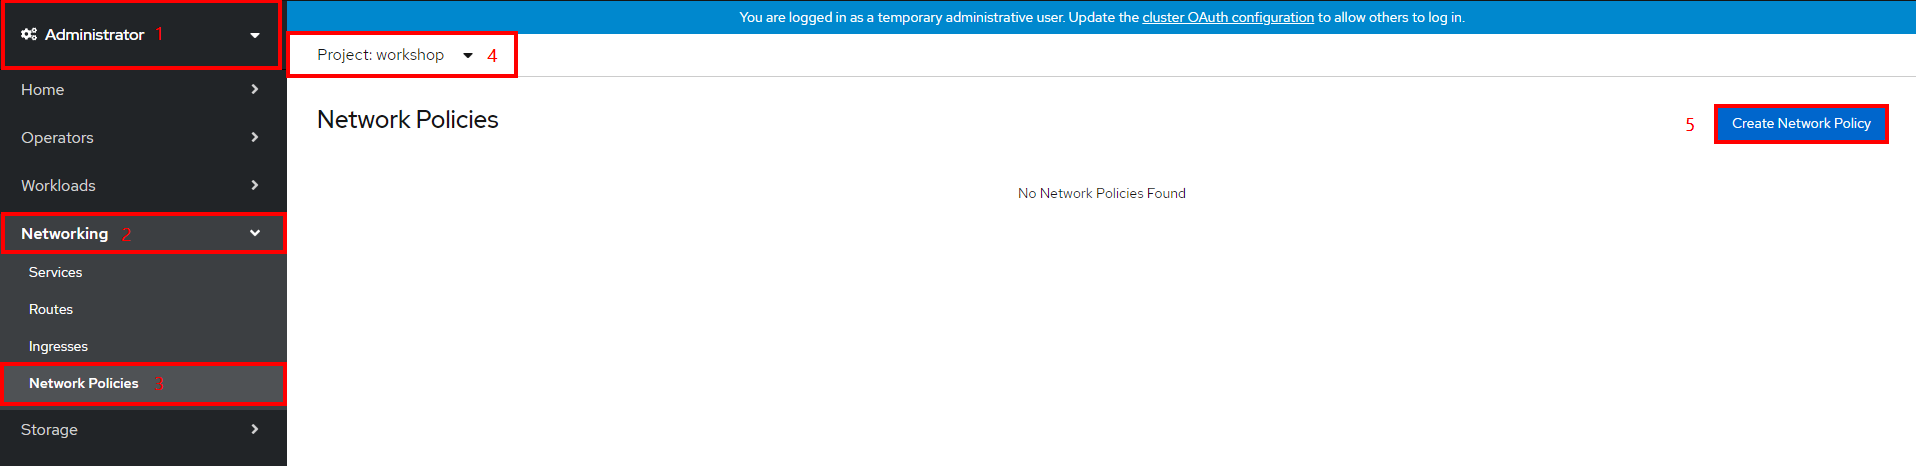 Administrator 1
Home
Operators
Workloads
Networking 2
Services
Routes
Ingresses
Network Policies 3
Storage
You are logged in as a temporary administrative user. Update the cluster OAuth configuration to allow others to log in.
Project: workshop 4
Network Policies
5 Create Network Policy
No Network Policies Found